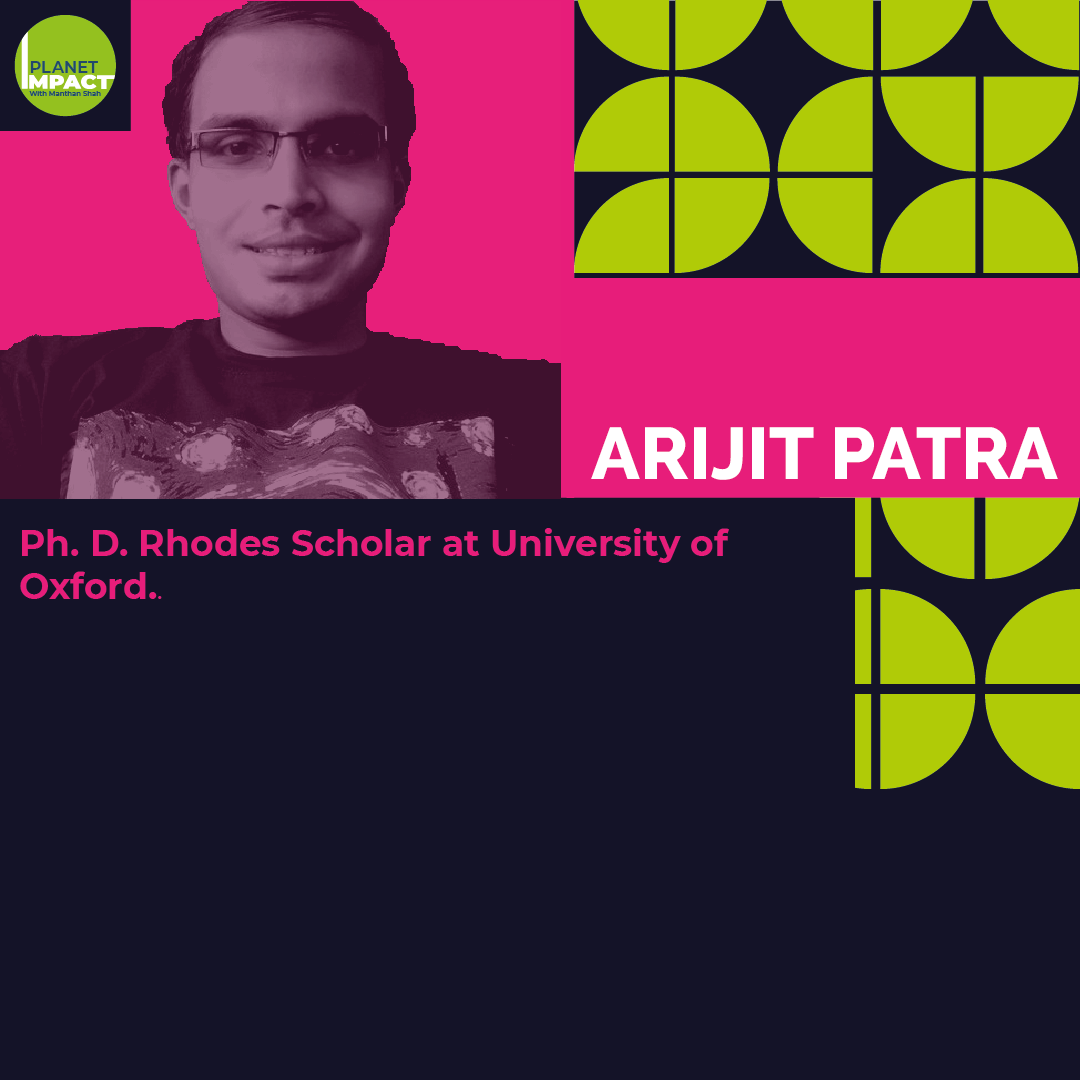 PLANET
IMPACT
With Manthan Shah
ARIJIT PATRA
Ph. D. Rhodes Scholar at University of
Oxford..